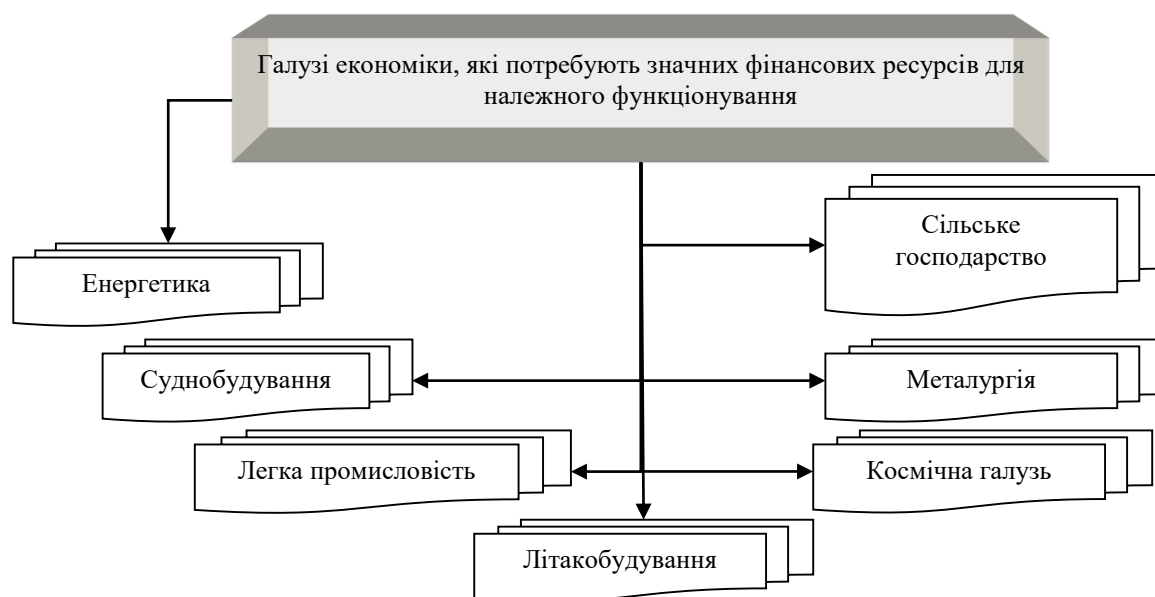 Галузі економіки, які потребують значних фінансових ресурсів для
належного функціонування
Сільське
господарство
Енергетика
Суднобудування
Металургія
Легка промисловість
Космічна галузь
Літакобудування